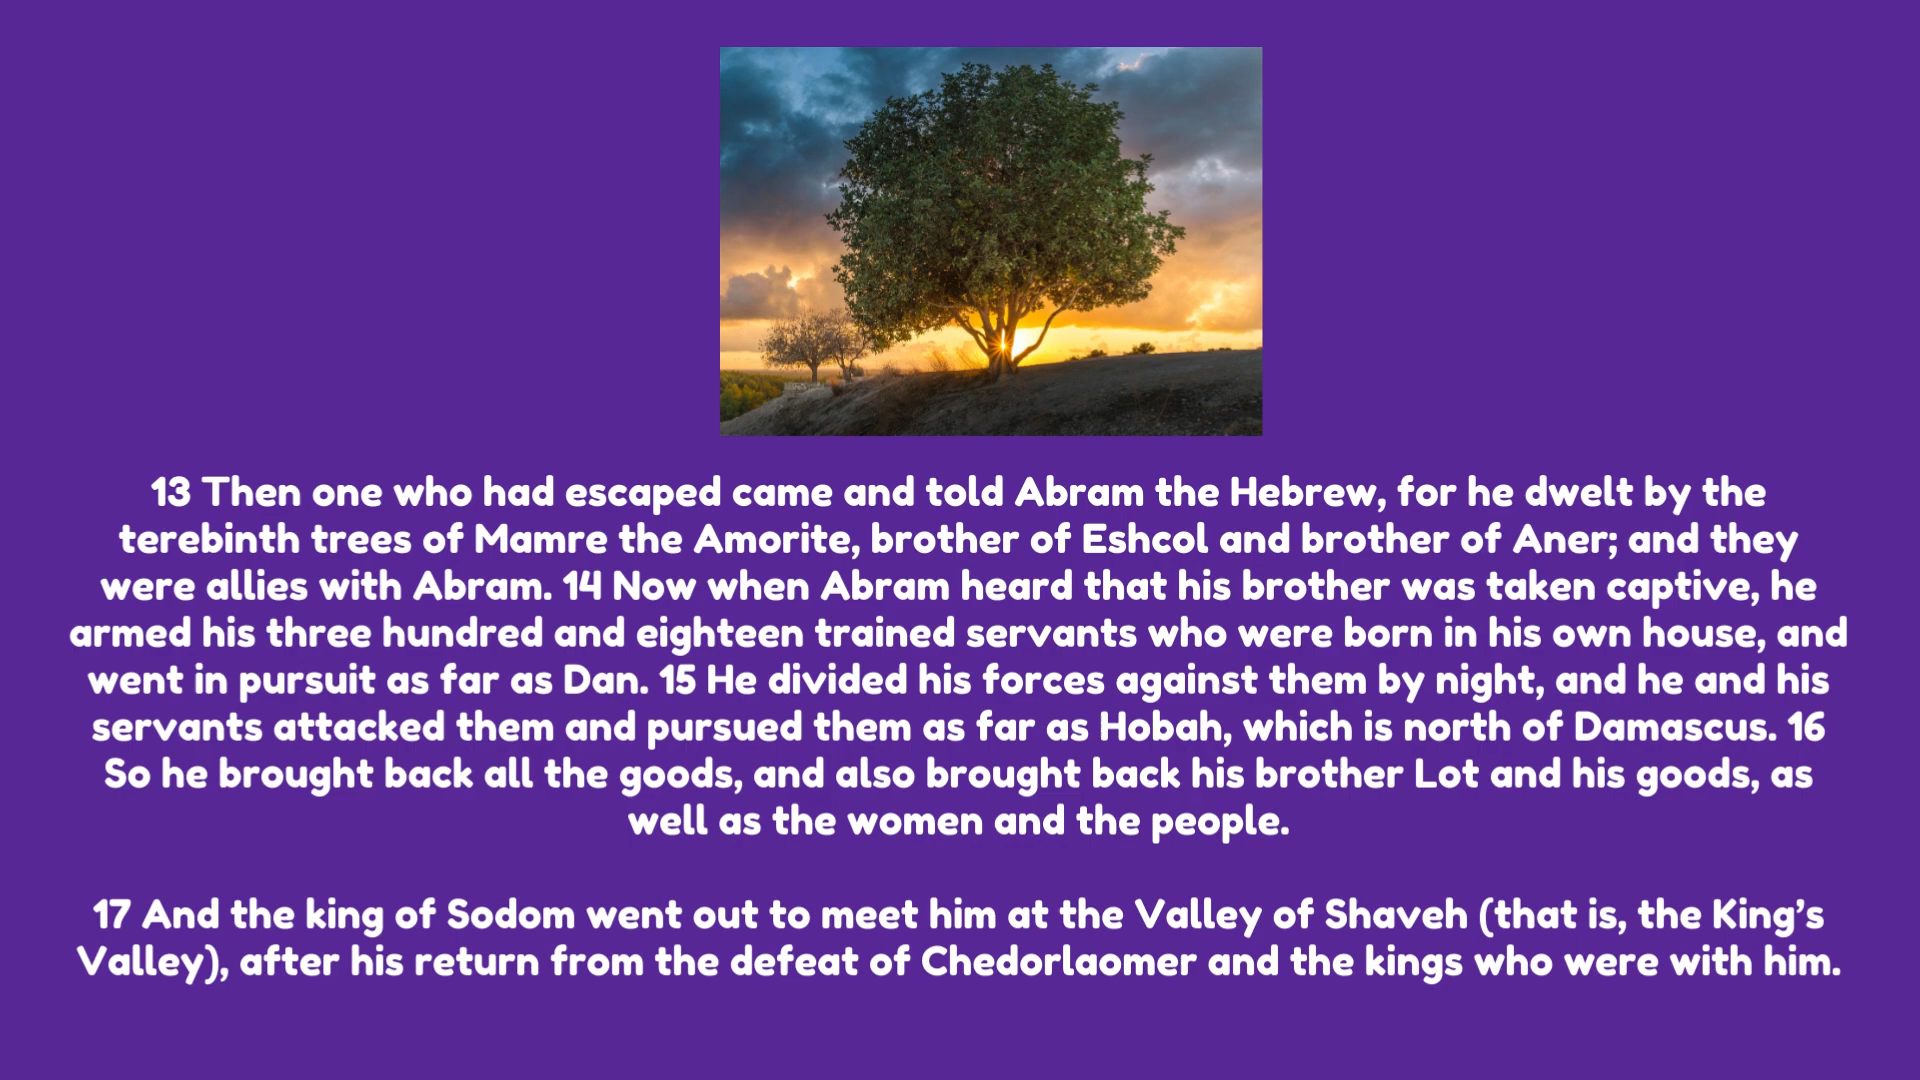 13 Then one who had escaped came and told Abram the Hebrew, for he dwelt by the
terebinth trees of Mamre the Amorite, brother of Eshcol and brother of Aner; and they
were allies with Abram. 14 Now when Abram heard that his brother was taken captive, he
armed his three hundred and eighteen trained servants who were born in his own house, and
went in pursuit as far as Dan. 15 He divided his forces against them by night, and he and his
servants attacked them and pursued them as far as Hobah, which is north of Damascus. 16
So he brought back all the goods, and also brought back his brother Lot and his goods, as
well as the women and the people.
17 And the king of Sodom went out to meet him at the Valley of Shaveh (that is, the King’s
Valley), after his return from the defeat of Chedorlaomer and the kings who were with him.